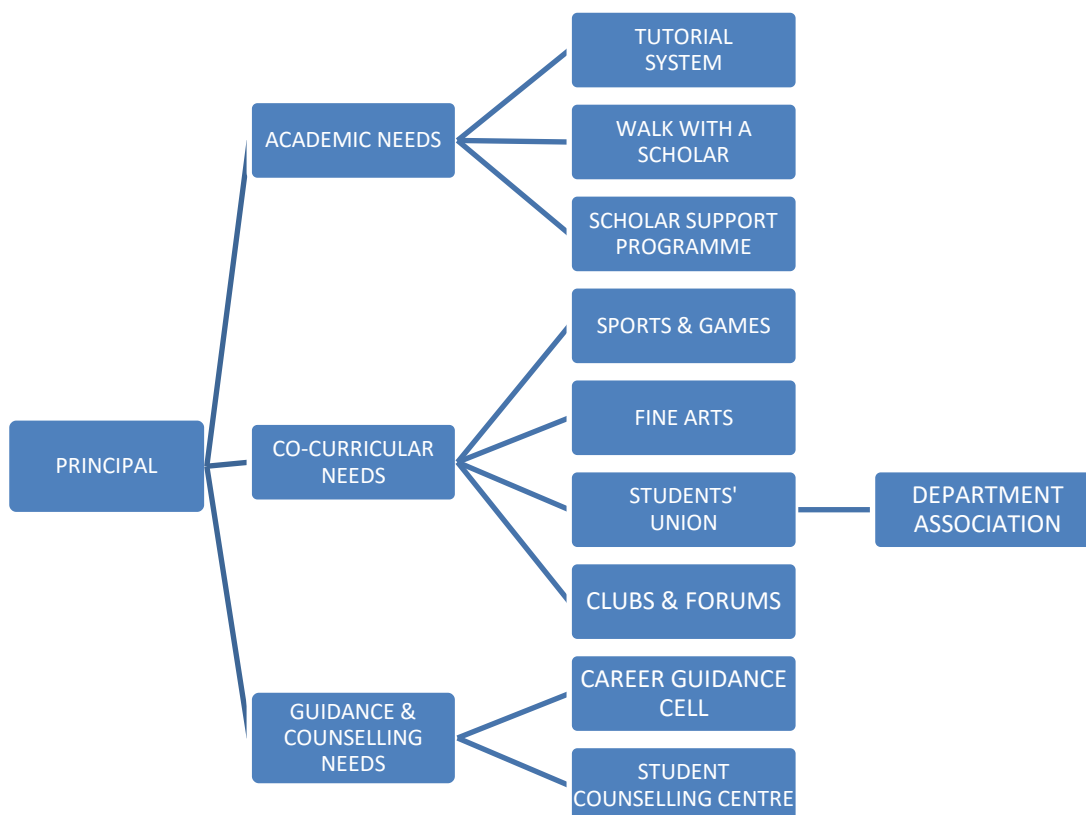 TUTORIAL
SYSTEM
ACADEMIC NEEDS
WALK WITH A
SCHOLAR
SCHOLAR SUPPORT
PROGRAMME
SPORTS & GAMES
FINE ARTS
PRINCIPAL
CO-CURRICULAR
NEEDS
STUDENTS'
UNION
DEPARTMENT
ASSOCIATION
CLUBS & FORUMS
CAREER GUIDANCE
CELL
GUIDANCE &
COUNSELLING
NEEDS
STUDENT
COUNSELLING CENTRE